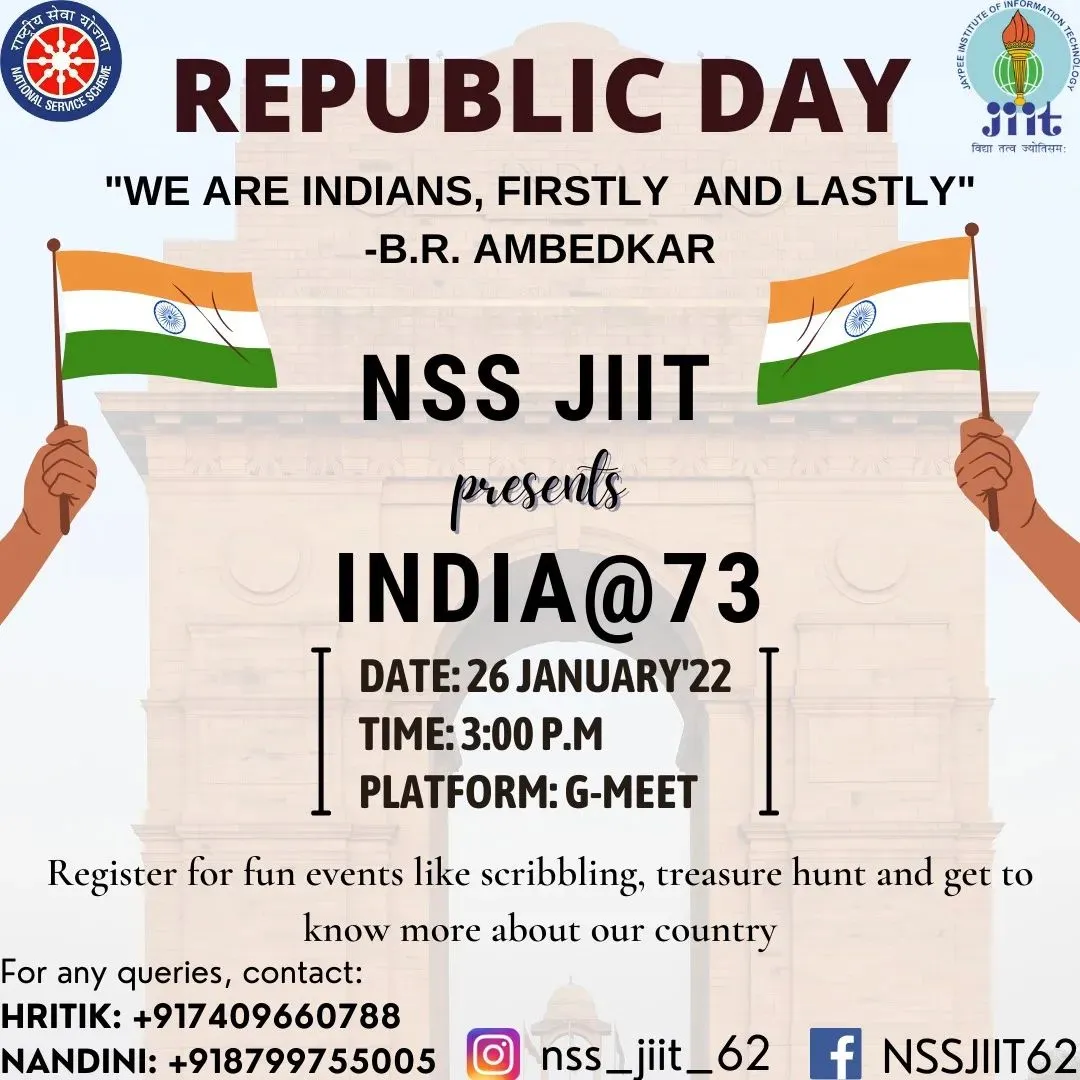 राष्ट्रीय सेवा योजना
NATIONAL SERVICE SCHEME
JAYPEE INSTITUTE OF INFORMATION TECHNOLOGY
jiit
विद्या तत्व ज्योतिसमः
REPUBLIC DAY
"WE ARE INDIANS, FIRSTLY AND LASTLY"
-B.R. AMBEDKAR
NSS JIIT
presents
INDIA@73
DATE: 26 JANUARY'22
TIME: 3:00 P.M
PLATFORM: G-MEET
Register for fun events like scribbling, treasure hunt and get to
know more about our country
For any queries, contact:
HRITIK: +917409660788
NANDINI: +918799755005
nss_jiit_62
NSSJIIT62